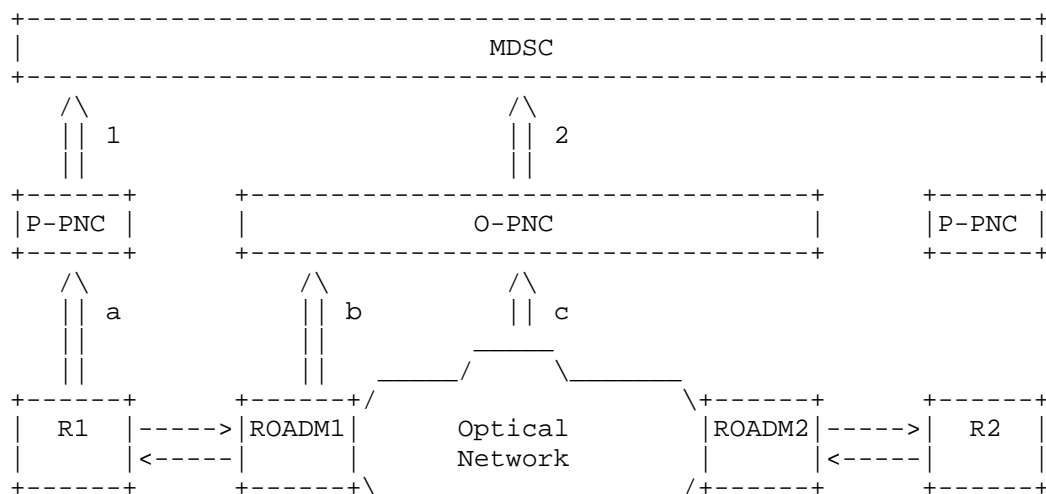 MDSC
1 2
P-PNC O-PNC P-PNC
a b c
R1 ----->ROADM1 Optical ROADM2-----> R2
<----- Network <-----